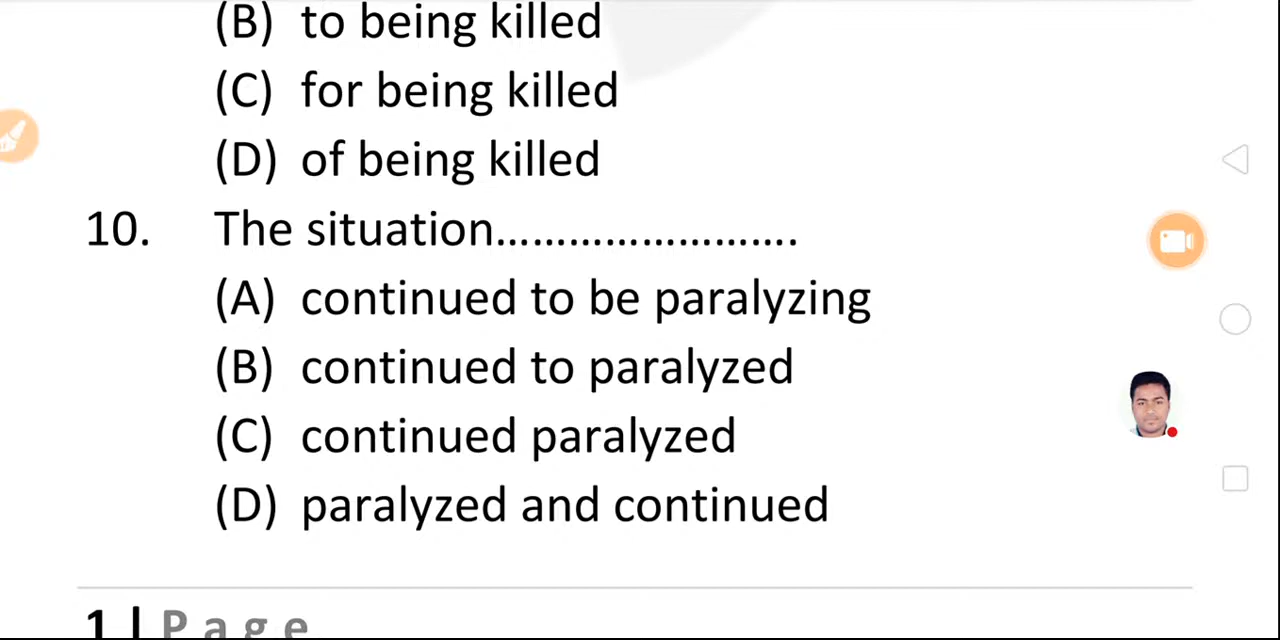 (B) to being killed
(C) for being killed
(D) of being killed
10. The situation.........................
(A) continued to be paralyzing
(B) continued to paralyzed
(C) continued paralyzed
(D) paralyzed and continued
1 | P a g e